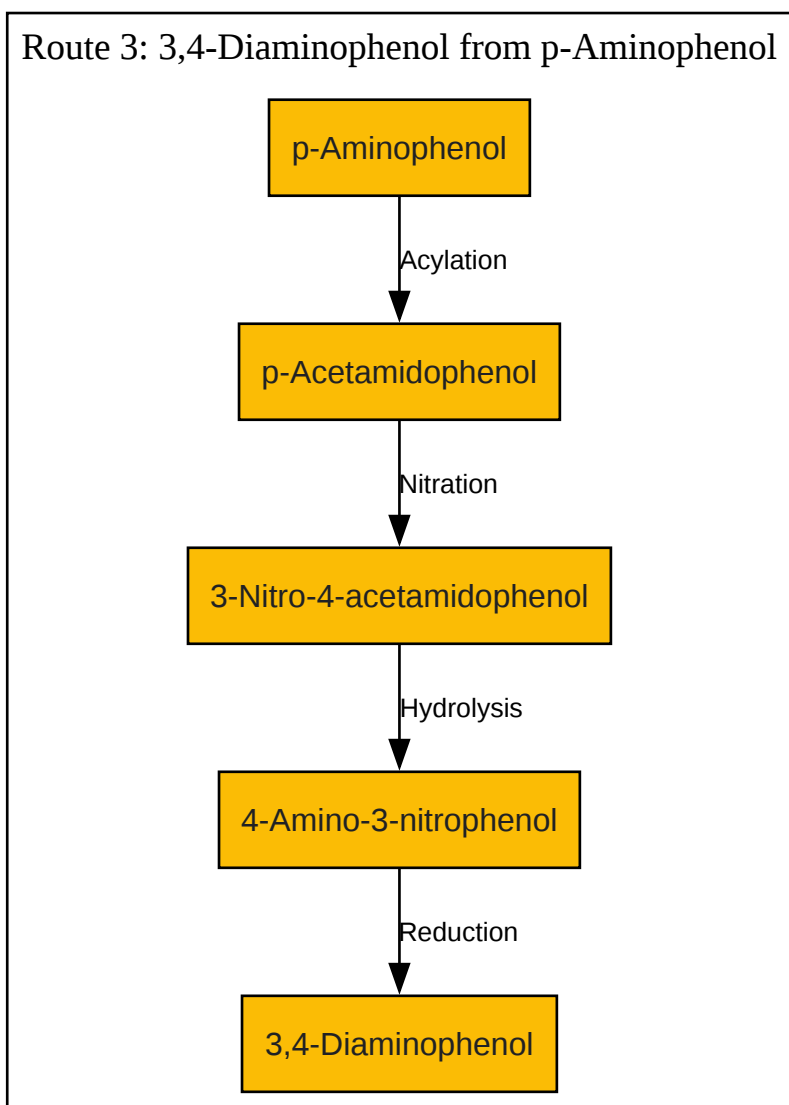 Route 3: 3,4-Diaminophenol from p-Aminophenol
p-Aminophenol
Acylation
p-Acetamidophenol
Nitration
3-Nitro-4-acetamidophenol
Hydrolysis
4-Amino-3-nitrophenol
Reduction
3,4-Diaminophenol